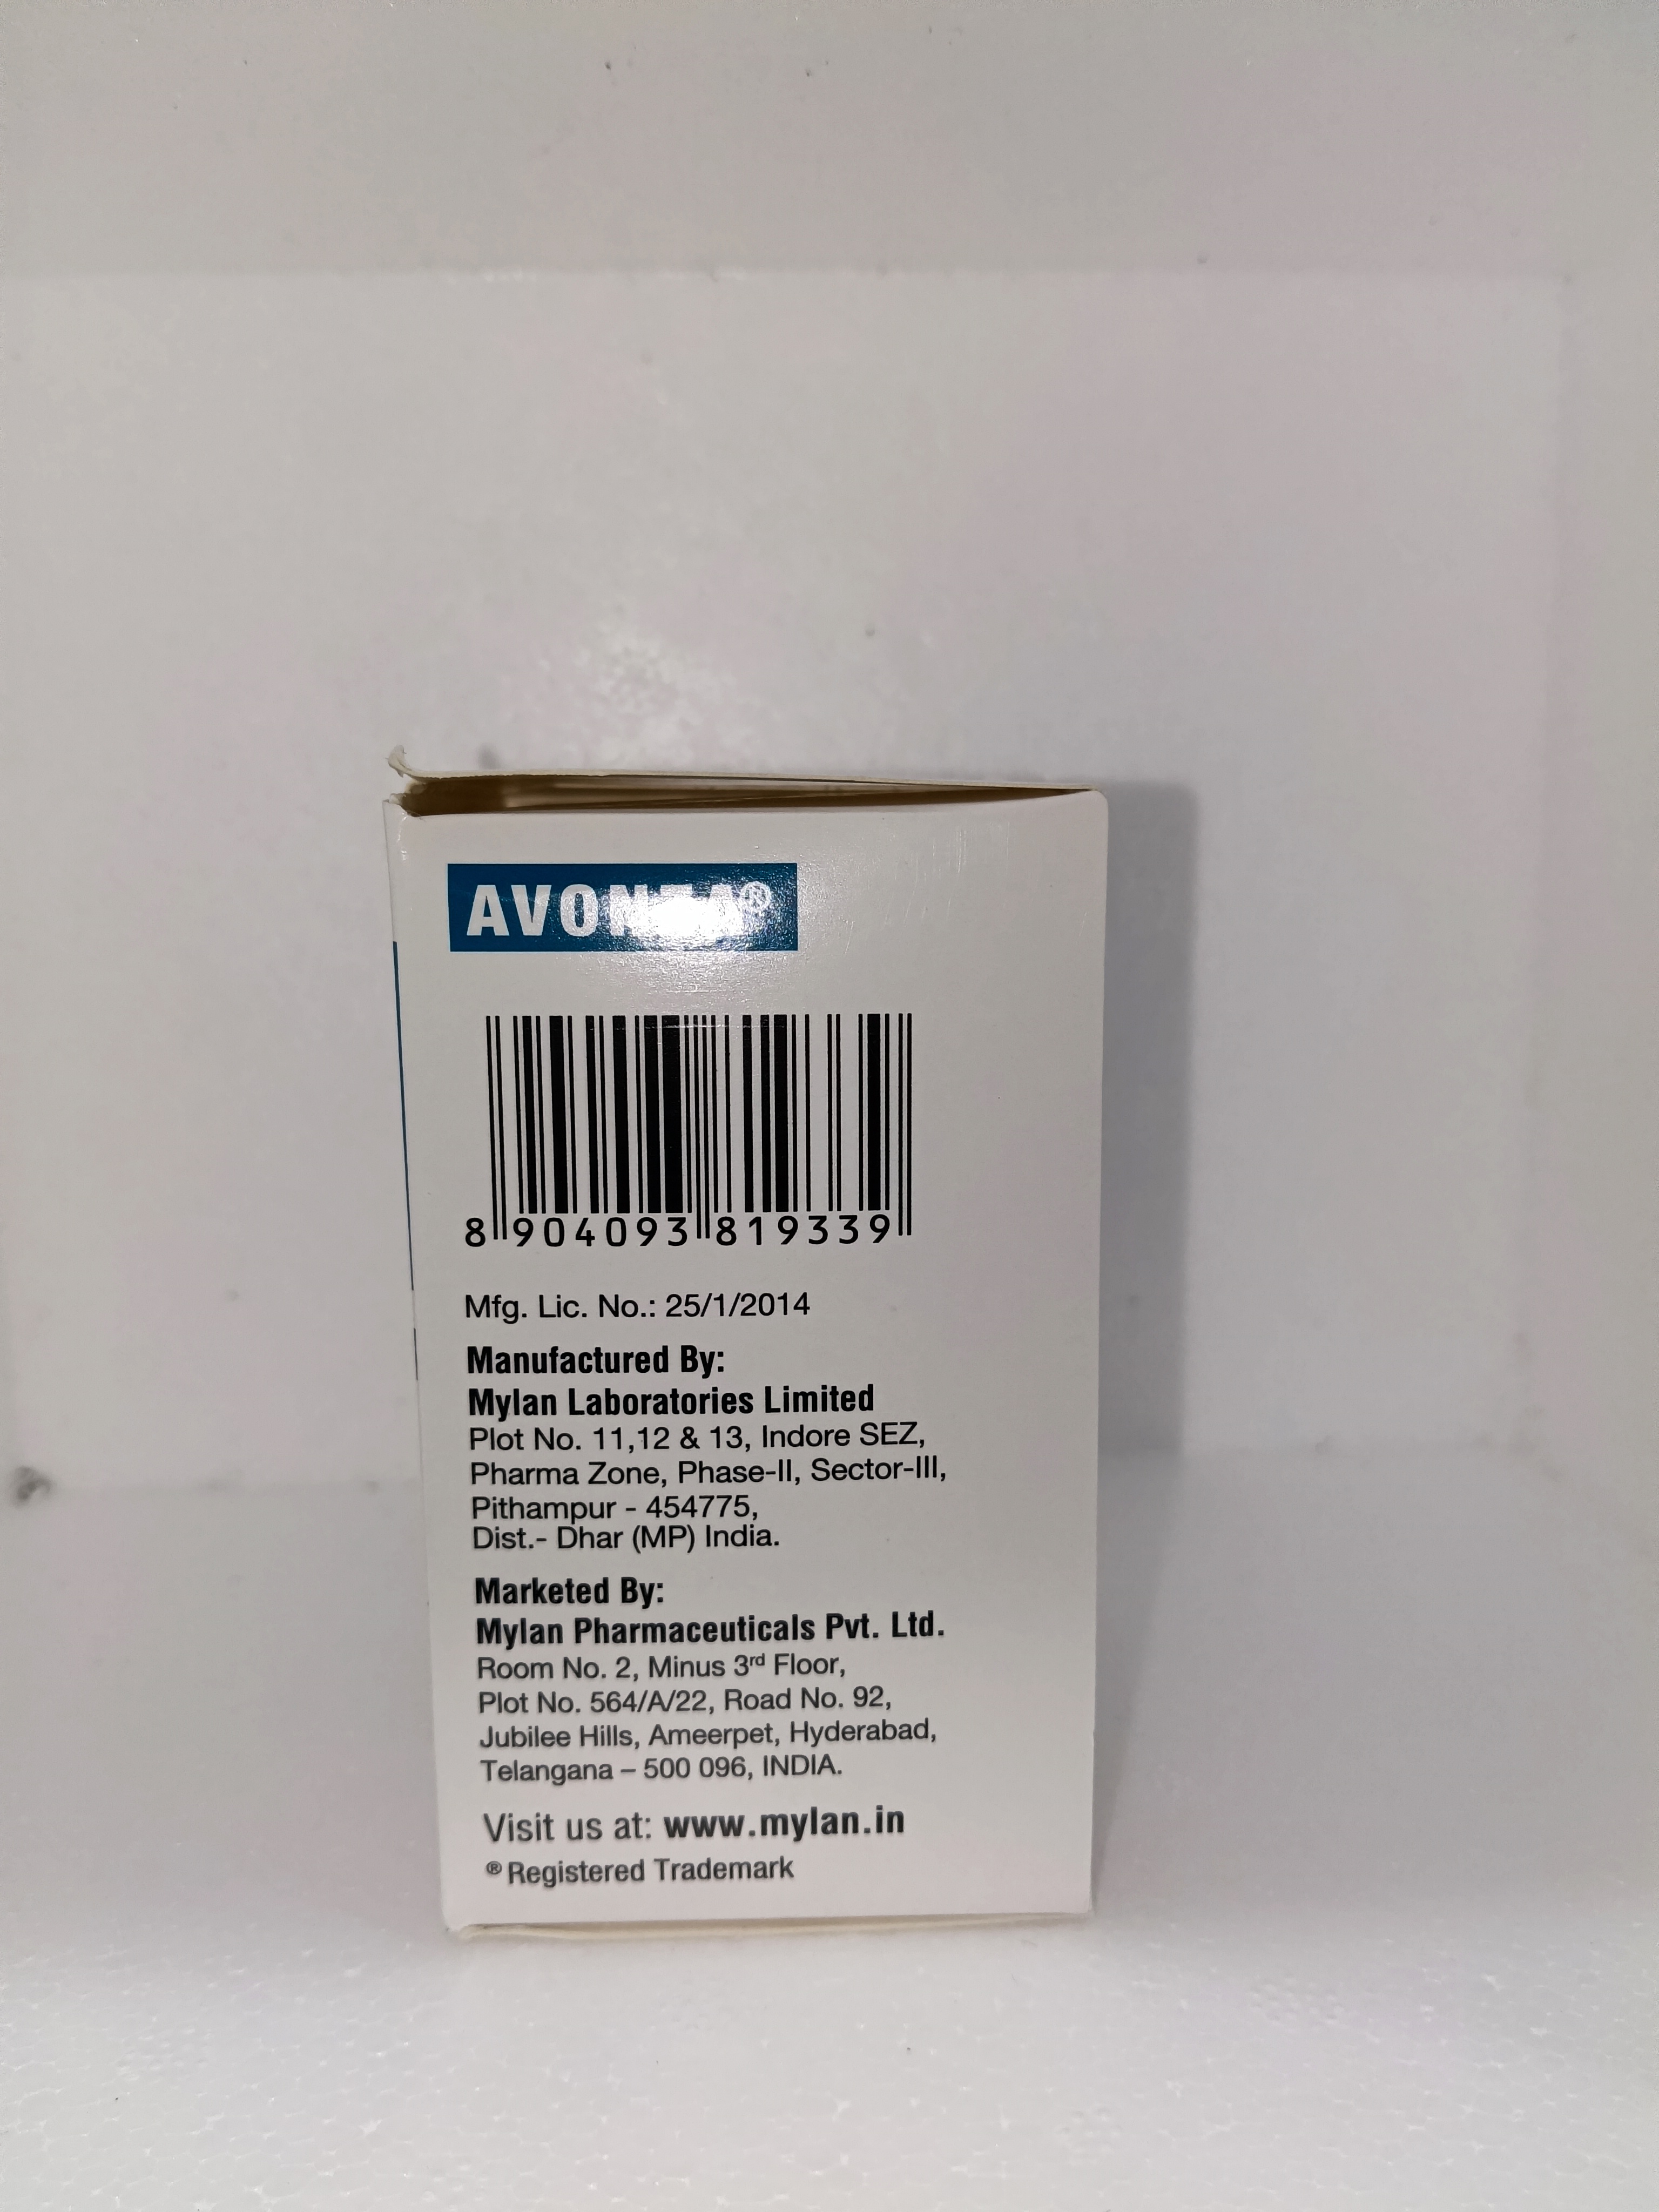 8 904093 819339
Mfg. Lic. No.: 25/1/2014
Manufactured By:
Mylan Laboratories Limited
Plot No. 11,12 & 13, Indore SEZ,
Pharma Zone, Phase-II, Sector-III,
Pithampur - 454775,
Dist.- Dhar (MP) India.
Marketed By:
Mylan Pharmaceuticals Pvt. Ltd.
Room No. 2, Minus 3rd Floor,
Plot No. 564/A/22, Road No. 92,
Jubilee Hills, Ameerpet, Hyderabad,
Telangana – 500 096, INDIA.
Visit us at: www.mylan.in
® Registered Trademark